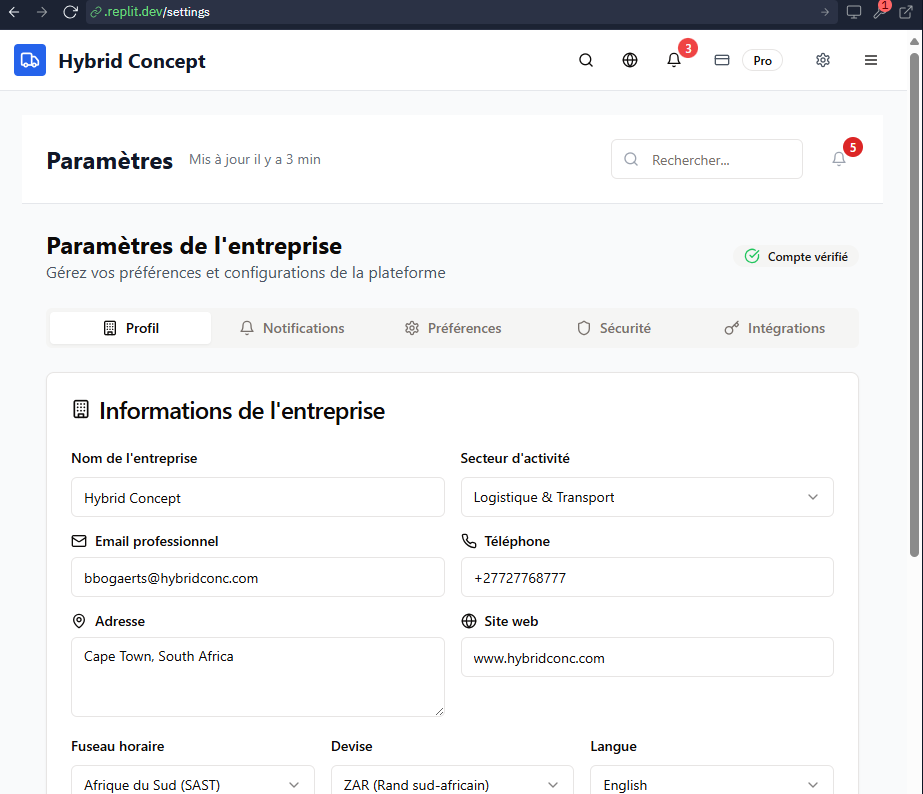 .replit.dev/settings
1
Hybrid Concept
3
Pro
Paramètres
Mis à jour il y a 3 min
Rechercher...
5
Paramètres de l'entreprise
Gérez vos préférences et configurations de la plateforme
Compte vérifié
Profil
Notifications
Préférences
Sécurité
Intégrations
Informations de l'entreprise
Nom de l'entreprise
Secteur d'activité
Hybrid Concept
Logistique & Transport
Email professionnel
Téléphone
bbogaerts@hybridconc.com
+27727768777
Adresse
Site web
Cape Town, South Africa
www.hybridconc.com
Fuseau horaire
Devise
Langue
Afrique du Sud (SAST)
ZAR (Rand sud-africain)
English